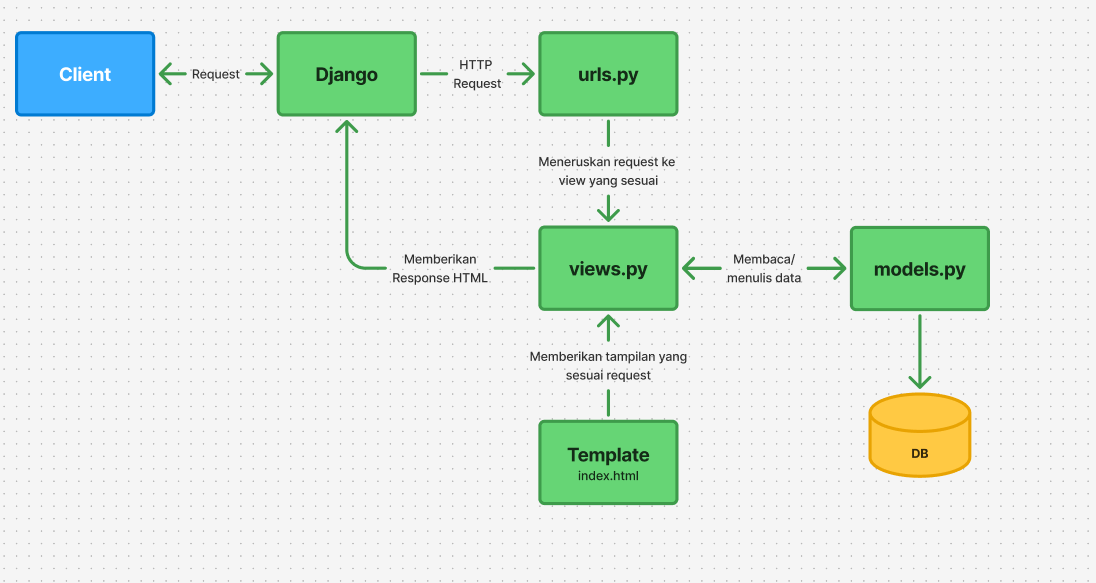 Client
Request
Django
HTTP
Request
urls.py
Meneruskan request ke
view yang sesuai
Memberikan
Response HTML
views.py
Membaca/
menulis data
models.py
Memberikan tampilan yang
sesuai request
Template
index.html
DB